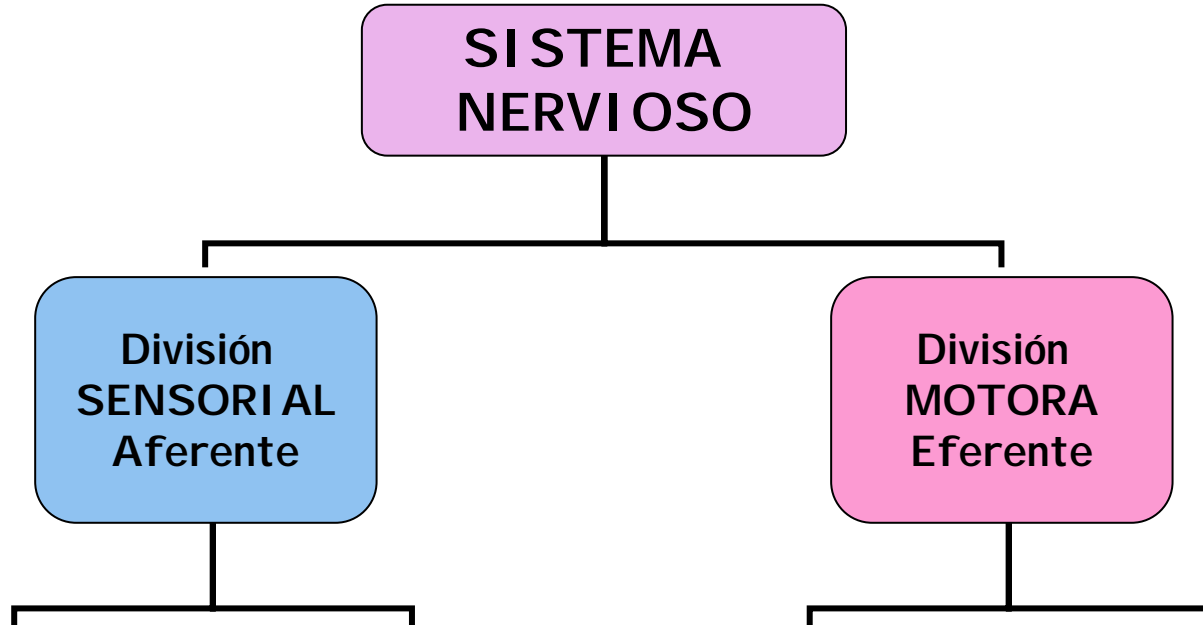 SISTEMA
NERVIOSO
División
SENSORIAL
Aferente
División
MOTORA
Eferente